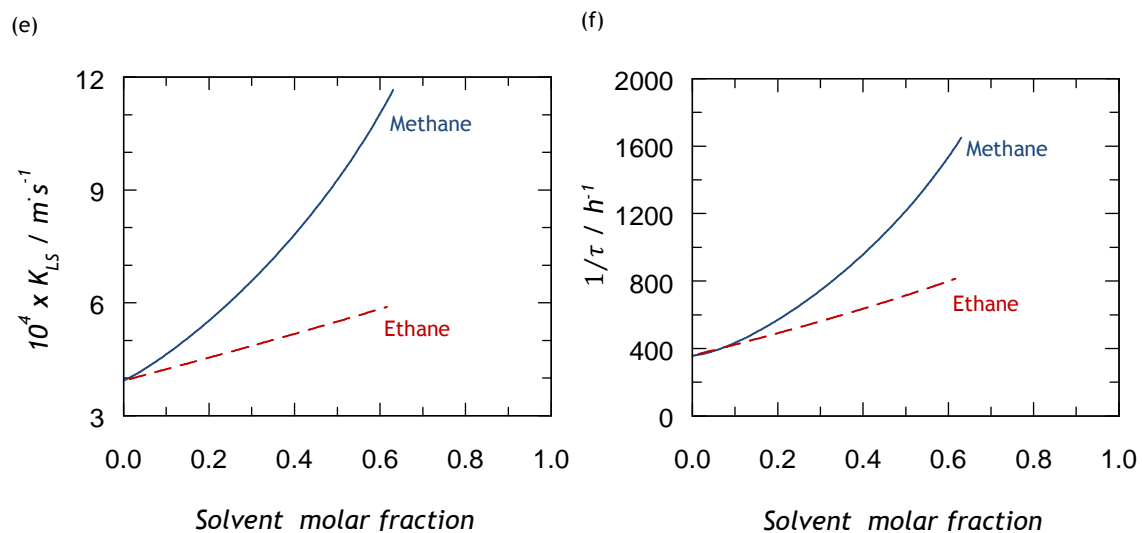 (e)
(f)
12
9
6
3
10⁴ x K_LS / m·s⁻¹
Methane
Ethane
0.0 0.2 0.4 0.6 0.8 1.0
Solvent molar fraction
2000
1600
1200
800
400
0
1/τ / h⁻¹
Methane
Ethane
0.0 0.2 0.4 0.6 0.8 1.0
Solvent molar fraction